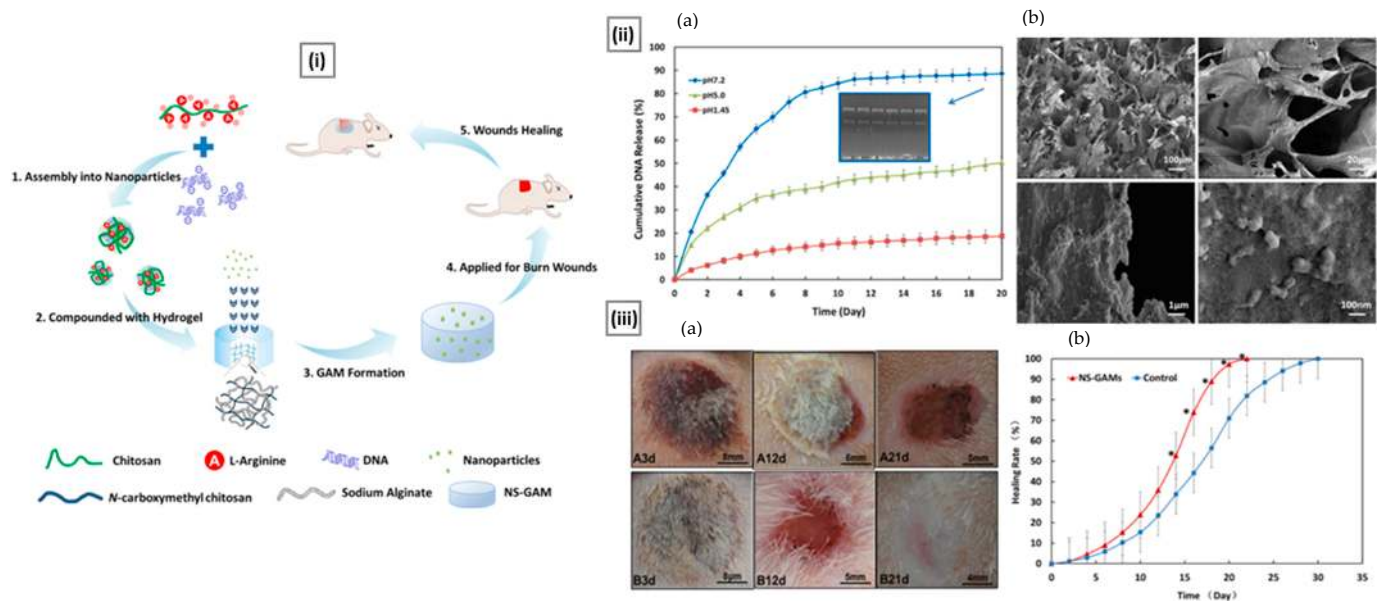 (i)
1. Assembly into Nanoparticles
2. Compounded with Hydrogel
3. GAM Formation
4. Applied for Burn Wounds
5. Wounds Healing
A
Chitosan
A L-Arginine
DNA
Nanoparticles
N-carboxymethyl chitosan
Sodium Alginate
NS-GAM
(ii)
(a)
100
90
80
70
60
50
40
30
20
10
0
Cumulative DNA Release (%)
pH7.2
pH5.0
pH1.45
0 2 4 6 8 10 12 14 16 18 20
Time (Day)
(b)
100μm
20μm
1μm
100nm
(iii)
(a)
A3d 8mm
A12d 6mm
A21d 5mm
B3d 8μm
B12d 5mm
B21d 4mm
(b)
100
90
80
70
60
50
40
30
20
10
0
Healing Rate (%)
NS-GAMs Control
0 5 10 15 20 25 30 35
Time (Day)